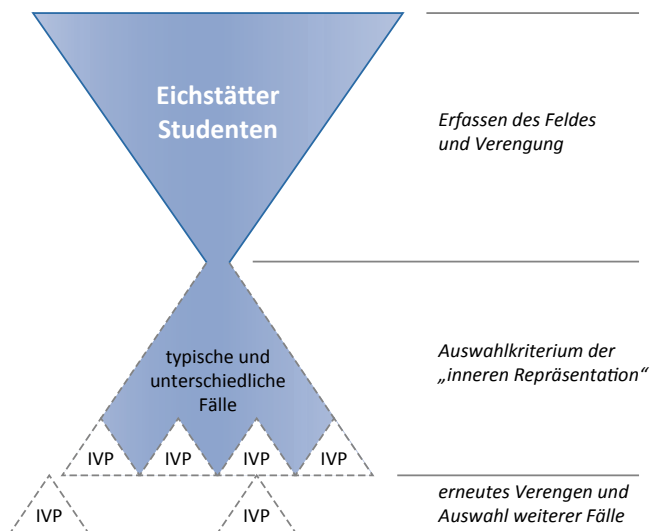 Eichstätter
Studenten
Erfassen des Feldes
und Verengung
typische und
unterschiedliche
Fälle
Auswahlkriterium der
„inneren Repräsentation“
IVP
IVP
IVP
IVP
erneutes Verengen und
Auswahl weiterer Fälle
IVP
IVP